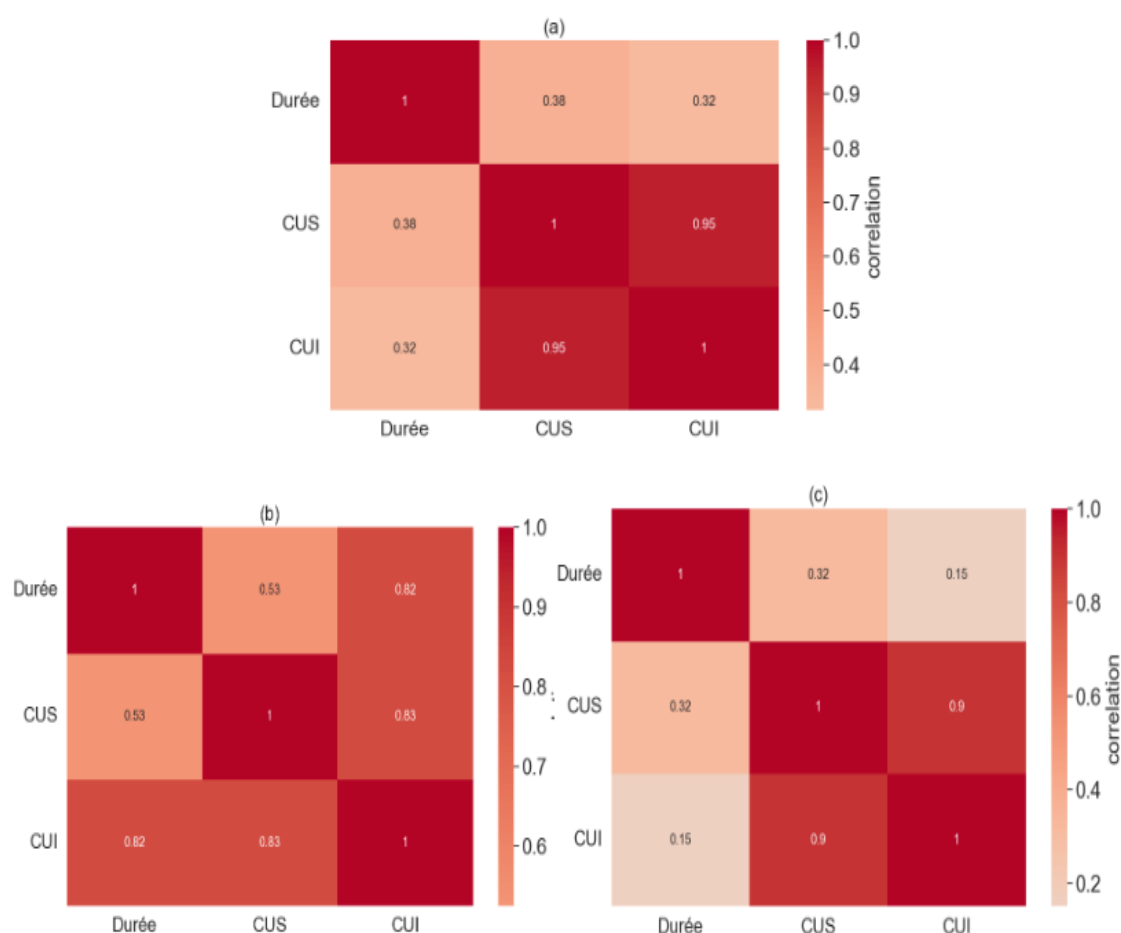 (a)
Durée 1 0.38 0.32
CUS 0.38 1 0.95
CUI 0.32 0.95 1
Durée CUS CUI
1.0
0.9
0.8
0.7
0.6
0.5
0.4
correlation
(b)
Durée 1 0.53 0.82
CUS 0.53 1 0.83
CUI 0.82 0.83 1
Durée CUS CUI
1.0
0.9
0.8
0.7
0.6
(c)
Durée 1 0.32 0.15
CUS 0.32 1 0.9
CUI 0.15 0.9 1
Durée CUS CUI
1.0
0.8
0.6
0.4
0.2
correlation